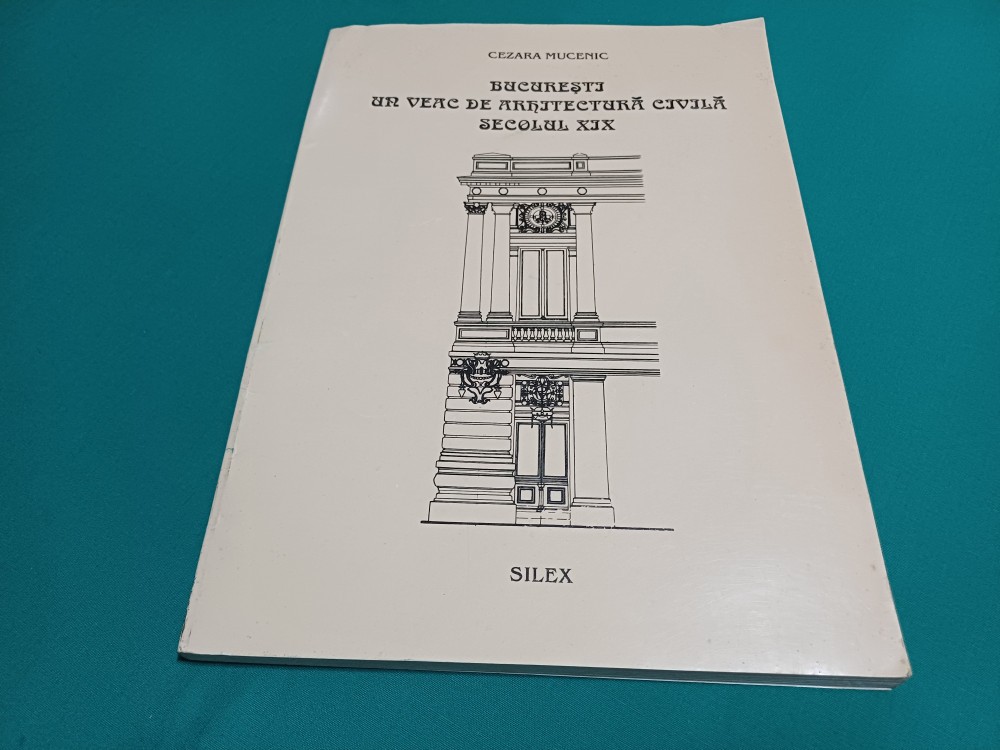 CEZARA MUCENIC
BUCUREŞTI
UN VEAC DE ARHITECTURĂ CIVILĂ
SECOLUL XIX
SILEX